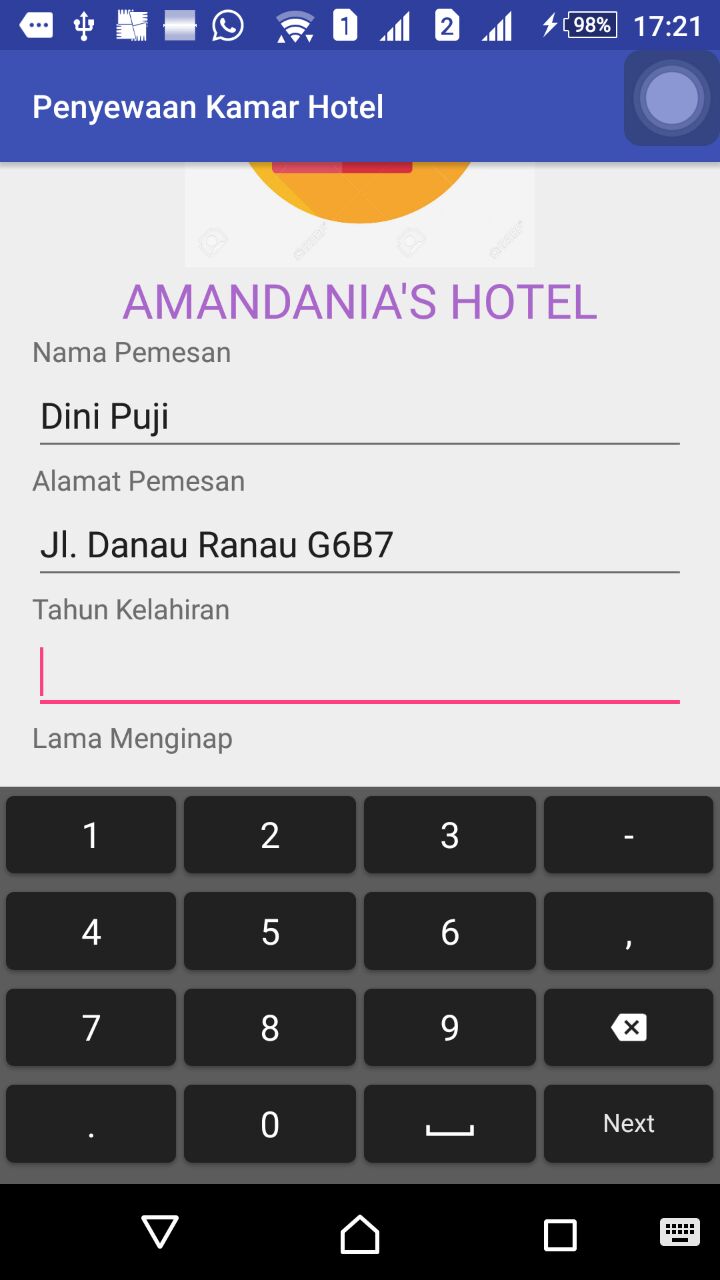 1
2
98%
17:21
Penyewaan Kamar Hotel
AMANDANIA'S HOTEL
Nama Pemesan
Dini Puji
Alamat Pemesan
Jl. Danau Ranau G6B7
Tahun Kelahiran
Lama Menginap
1 2 3 -
4 5 6 ,
7 8 9
. 0 Next